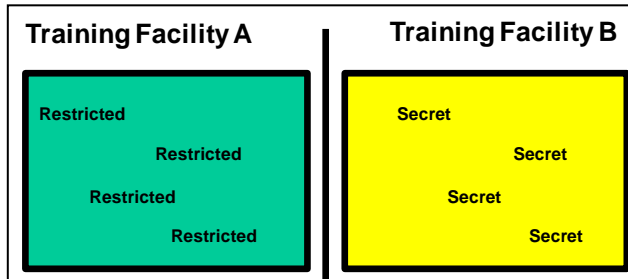 Training Facility A
Restricted
Restricted
Restricted
Restricted
Training Facility B
Secret
Secret
Secret
Secret